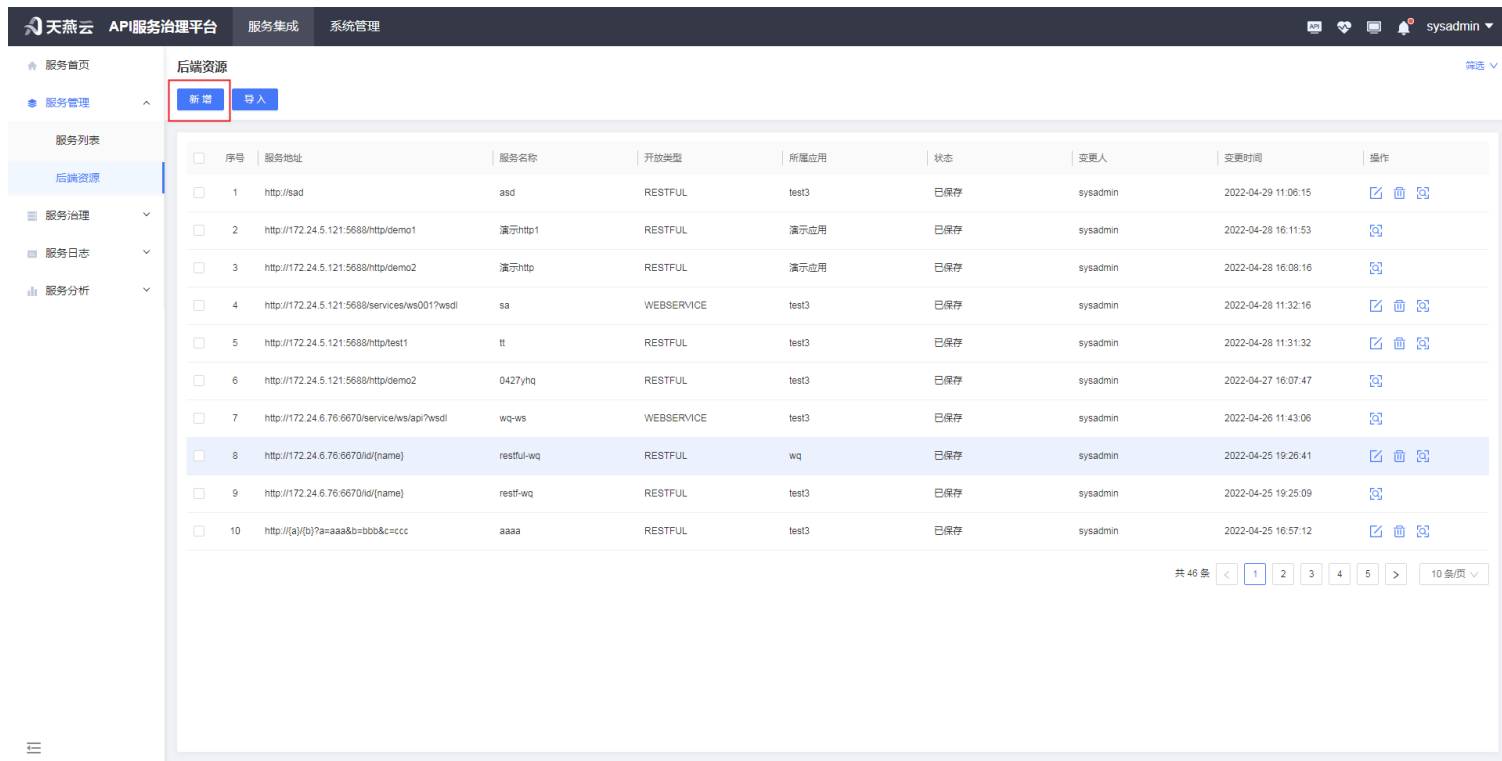 天燕云 API服务治理平台 服务集成 系统管理 API sysadmin
服务首页
服务管理
服务列表
后端资源
服务治理
服务日志
服务分析
后端资源 筛选
新增 导入
序号 服务地址 服务名称 开放类型 所属应用 状态 变更人 变更时间 操作
1 http://sad asd RESTFUL test3 已保存 sysadmin 2022-04-29 11:06:15
2 http://172.24.5.121:5688/http/demo1 演示http1 RESTFUL 演示应用 已保存 sysadmin 2022-04-28 16:11:53
3 http://172.24.5.121:5688/http/demo2 演示http RESTFUL 演示应用 已保存 sysadmin 2022-04-28 16:08:16
4 http://172.24.5.121:5688/services/ws001?wsdl sa WEBSERVICE test3 已保存 sysadmin 2022-04-28 11:32:16
5 http://172.24.5.121:5688/http/test1 tt RESTFUL test3 已保存 sysadmin 2022-04-28 11:31:32
6 http://172.24.5.121:5688/http/demo2 0427yhq RESTFUL test3 已保存 sysadmin 2022-04-27 16:07:47
7 http://172.24.6.76:6670/service/ws/api?wsdl wq-ws WEBSERVICE test3 已保存 sysadmin 2022-04-26 11:43:06
8 http://172.24.6.76:6670/id/{name} restful-wq RESTFUL wq 已保存 sysadmin 2022-04-25 19:26:41
9 http://172.24.6.76:6670/id/{name} restf-wq RESTFUL test3 已保存 sysadmin 2022-04-25 19:25:09
10 http://{a}/{b}?a=aaa&b=bbb&c=ccc aaaa RESTFUL test3 已保存 sysadmin 2022-04-25 16:57:12
共 46 条 < 1 2 3 4 5 > 10 条/页